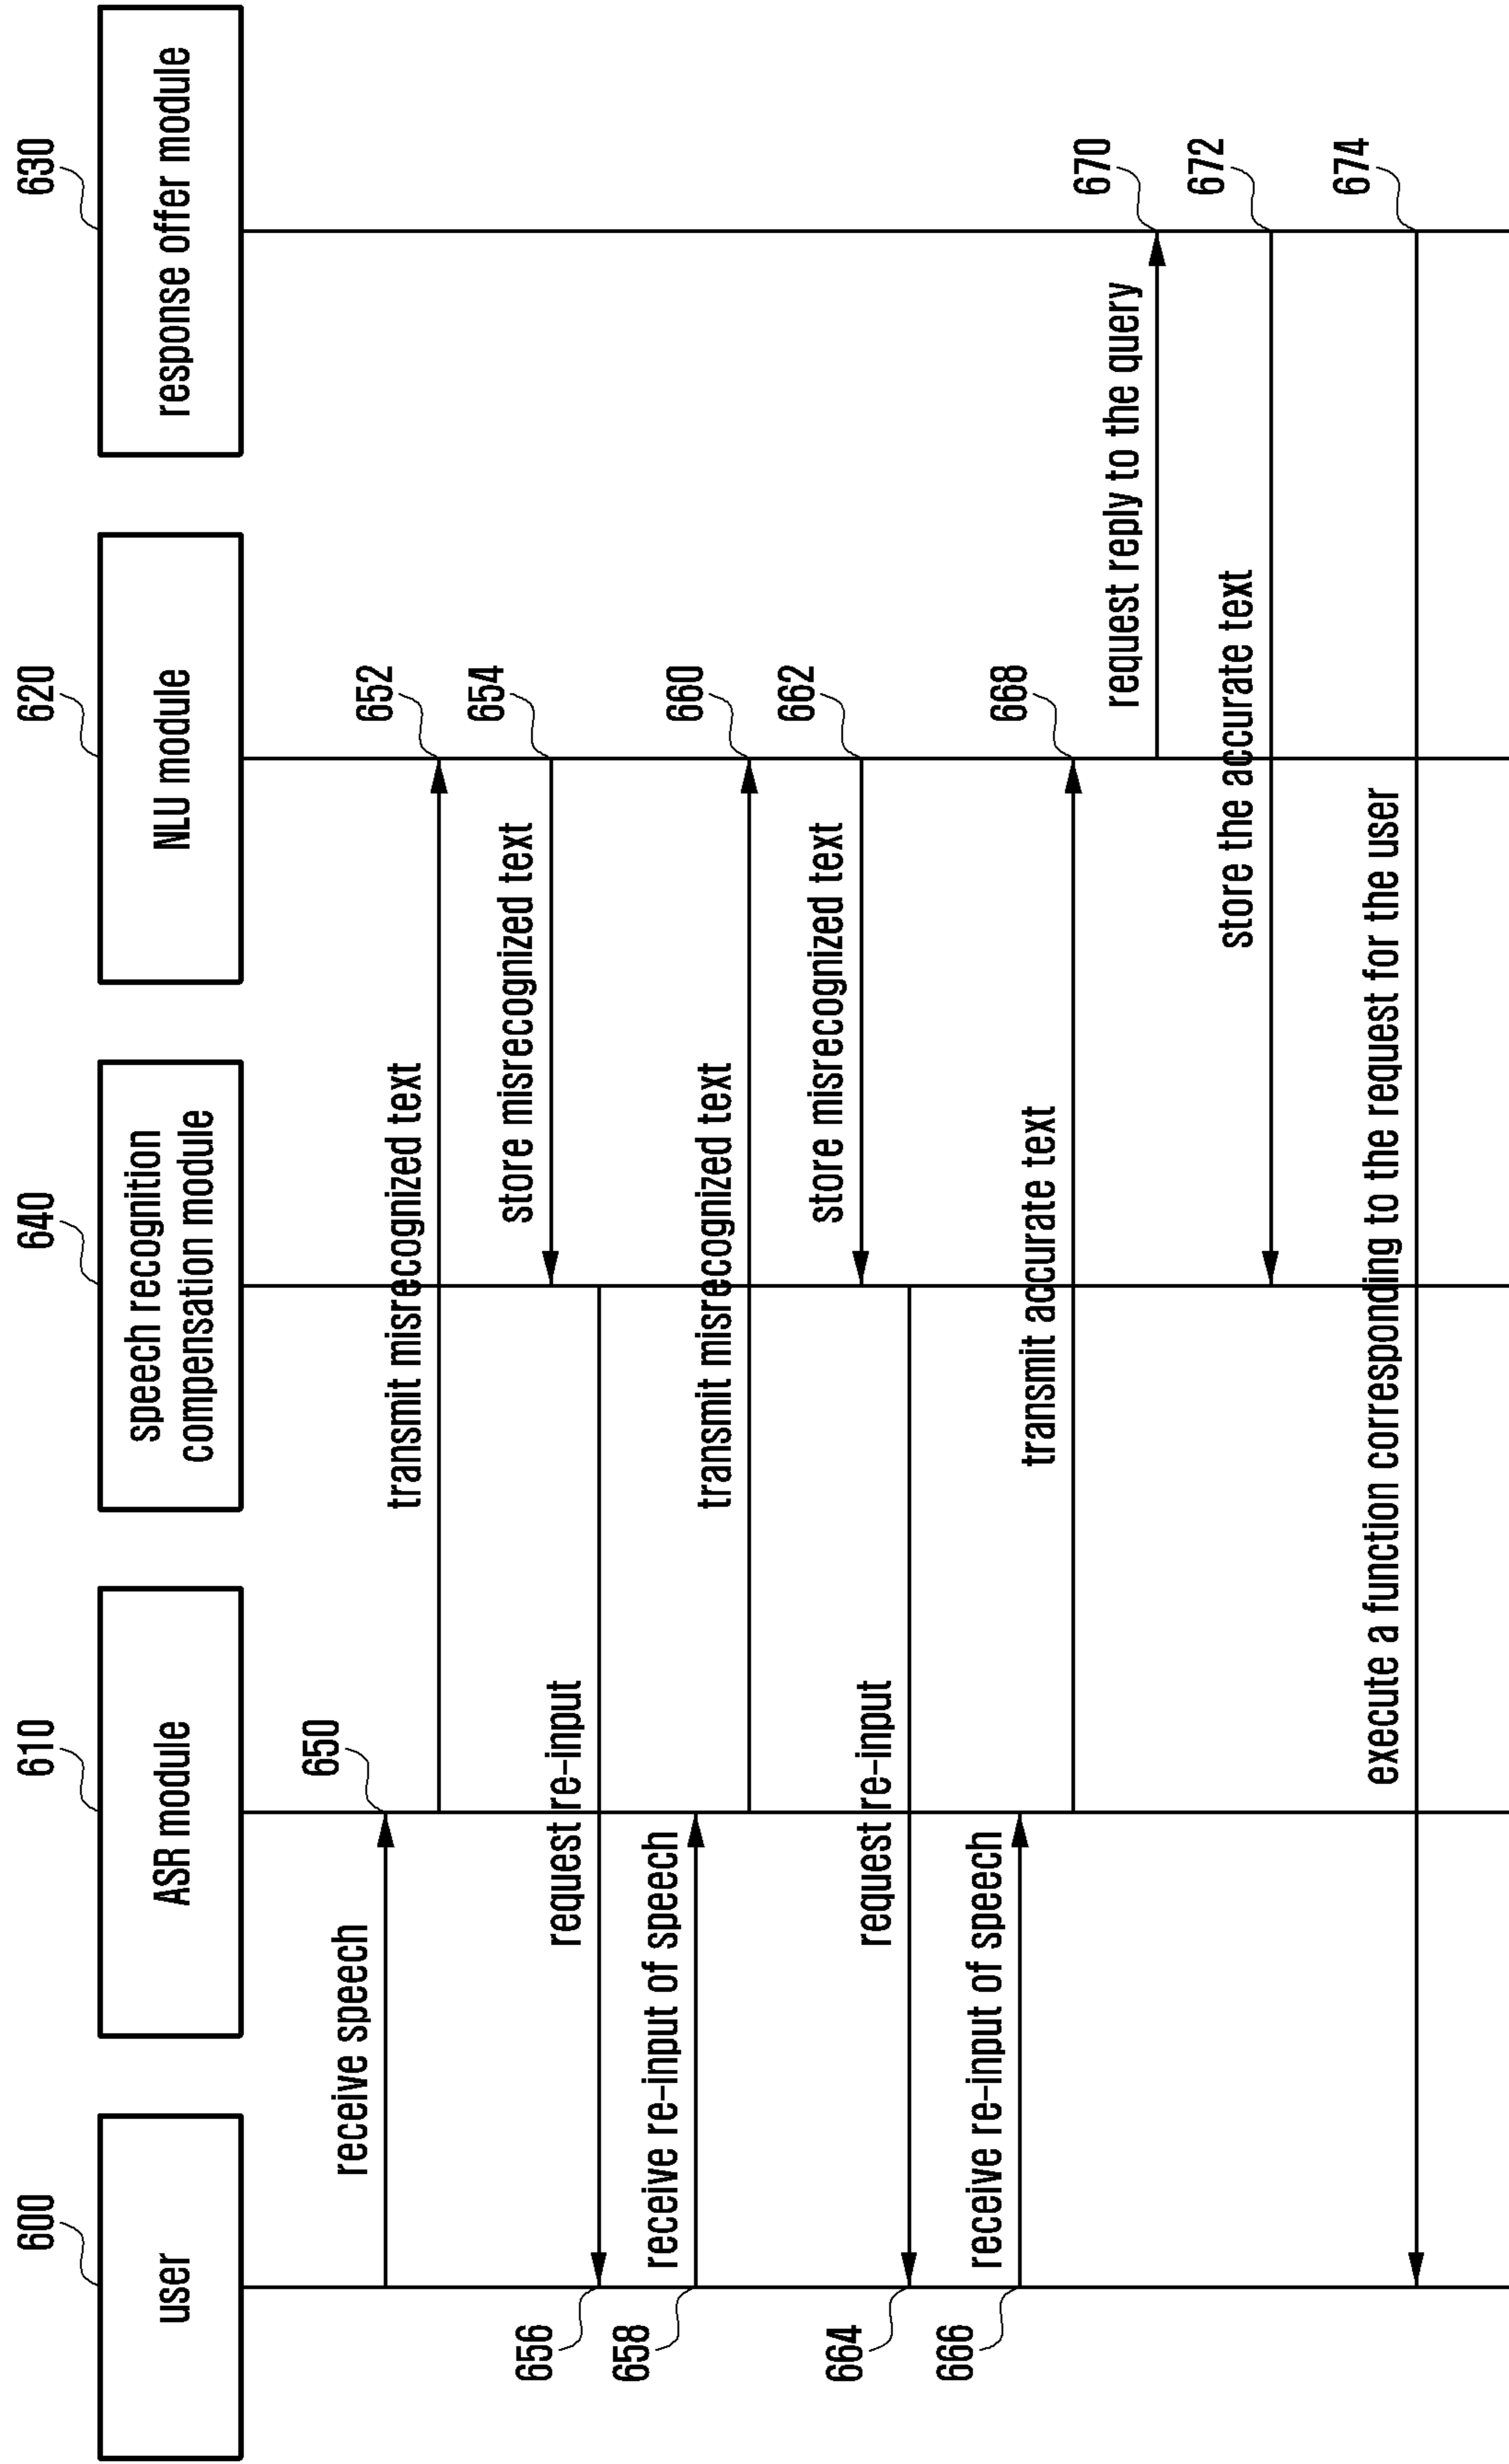 600
610
640
620
630
user
ASR module
speech recognition
compensation module
NLU module
response offer module
receive speech
650
transmit misrecognized text
652
store misrecognized text
654
request re-input
656
receive re-input of speech
658
transmit misrecognized text
660
store misrecognized text
662
request re-input
664
receive re-input of speech
666
transmit accurate text
668
request reply to the query
670
store the accurate text
672
execute a function corresponding to the request for the user
674